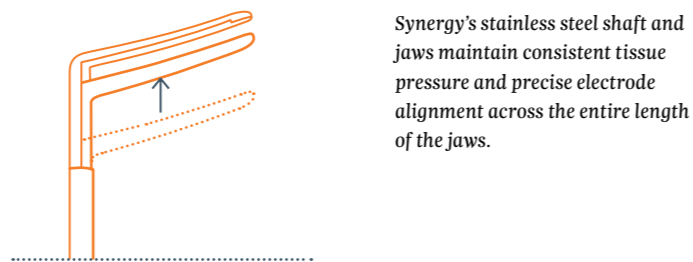 Synergy’s stainless steel shaft and
jaws maintain consistent tissue
pressure and precise electrode
alignment across the entire length
of the jaws.